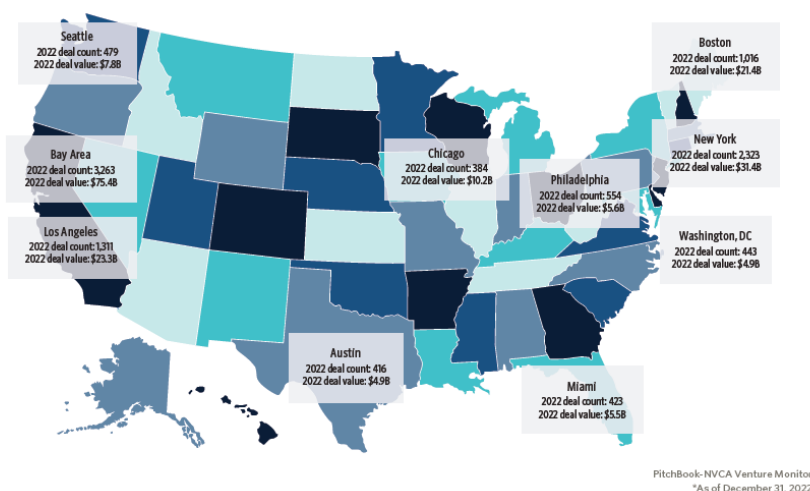 Seattle
2022 deal count: 479
2022 deal value: $7.8B
Boston
2022 deal count: 1,016
2022 deal value: $21.4B
Bay Area
2022 deal count: 3,263
2022 deal value: $75.4B
Chicago
2022 deal count: 384
2022 deal value: $10.2B
New York
2022 deal count: 2,323
2022 deal value: $31.4B
Philadelphia
2022 deal count: 554
2022 deal value: $5.6B
Los Angeles
2022 deal count: 1,311
2022 deal value: $23.3B
Washington, DC
2022 deal count: 443
2022 deal value: $4.9B
Austin
2022 deal count: 416
2022 deal value: $4.9B
Miami
2022 deal count: 423
2022 deal value: $5.5B
PitchBook-NVCA Venture Monitor
*As of December 31, 2022